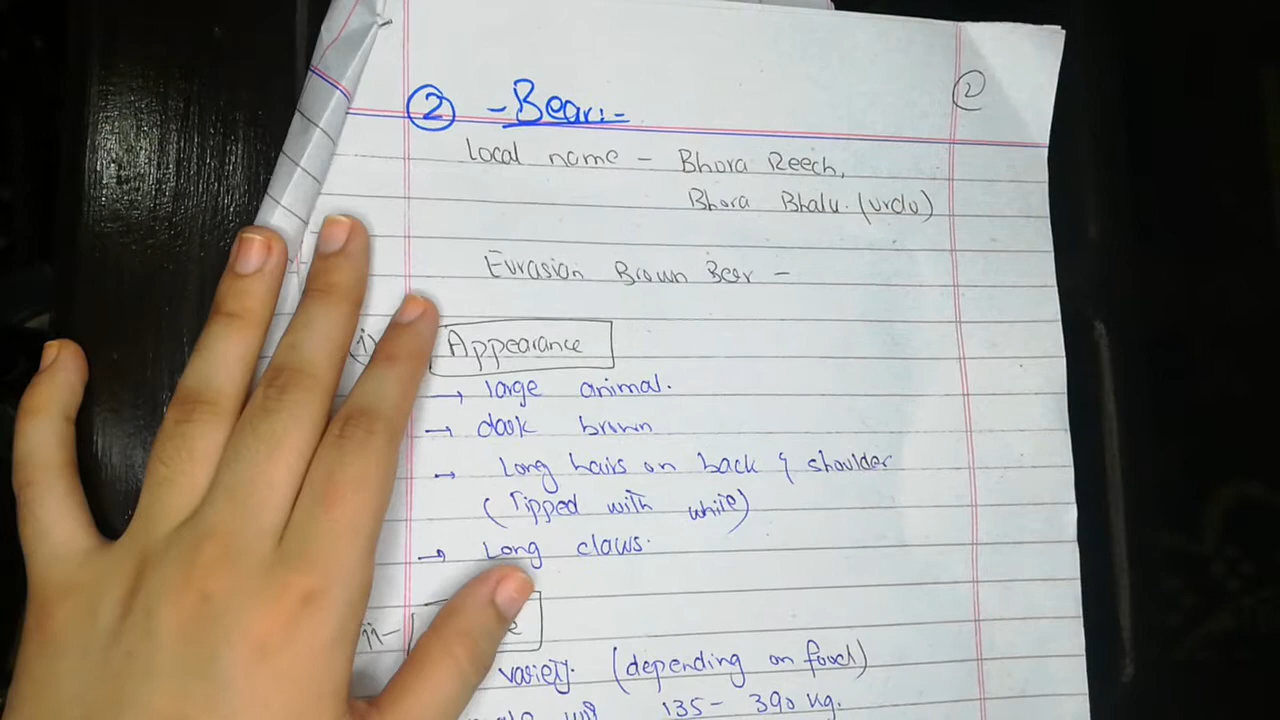 ② -Bear:-
2
Local name - Bhora Reech,
Bhora Bhalu. (urdu)
Eurasian Brown Bear -
i)
Appearance
→ large animal.
→ dark brown
→ Long hairs on back & shoulder
(Tipped with white)
→ Long claws.
ii-
variety. (depending on food)
135- 390 kg.